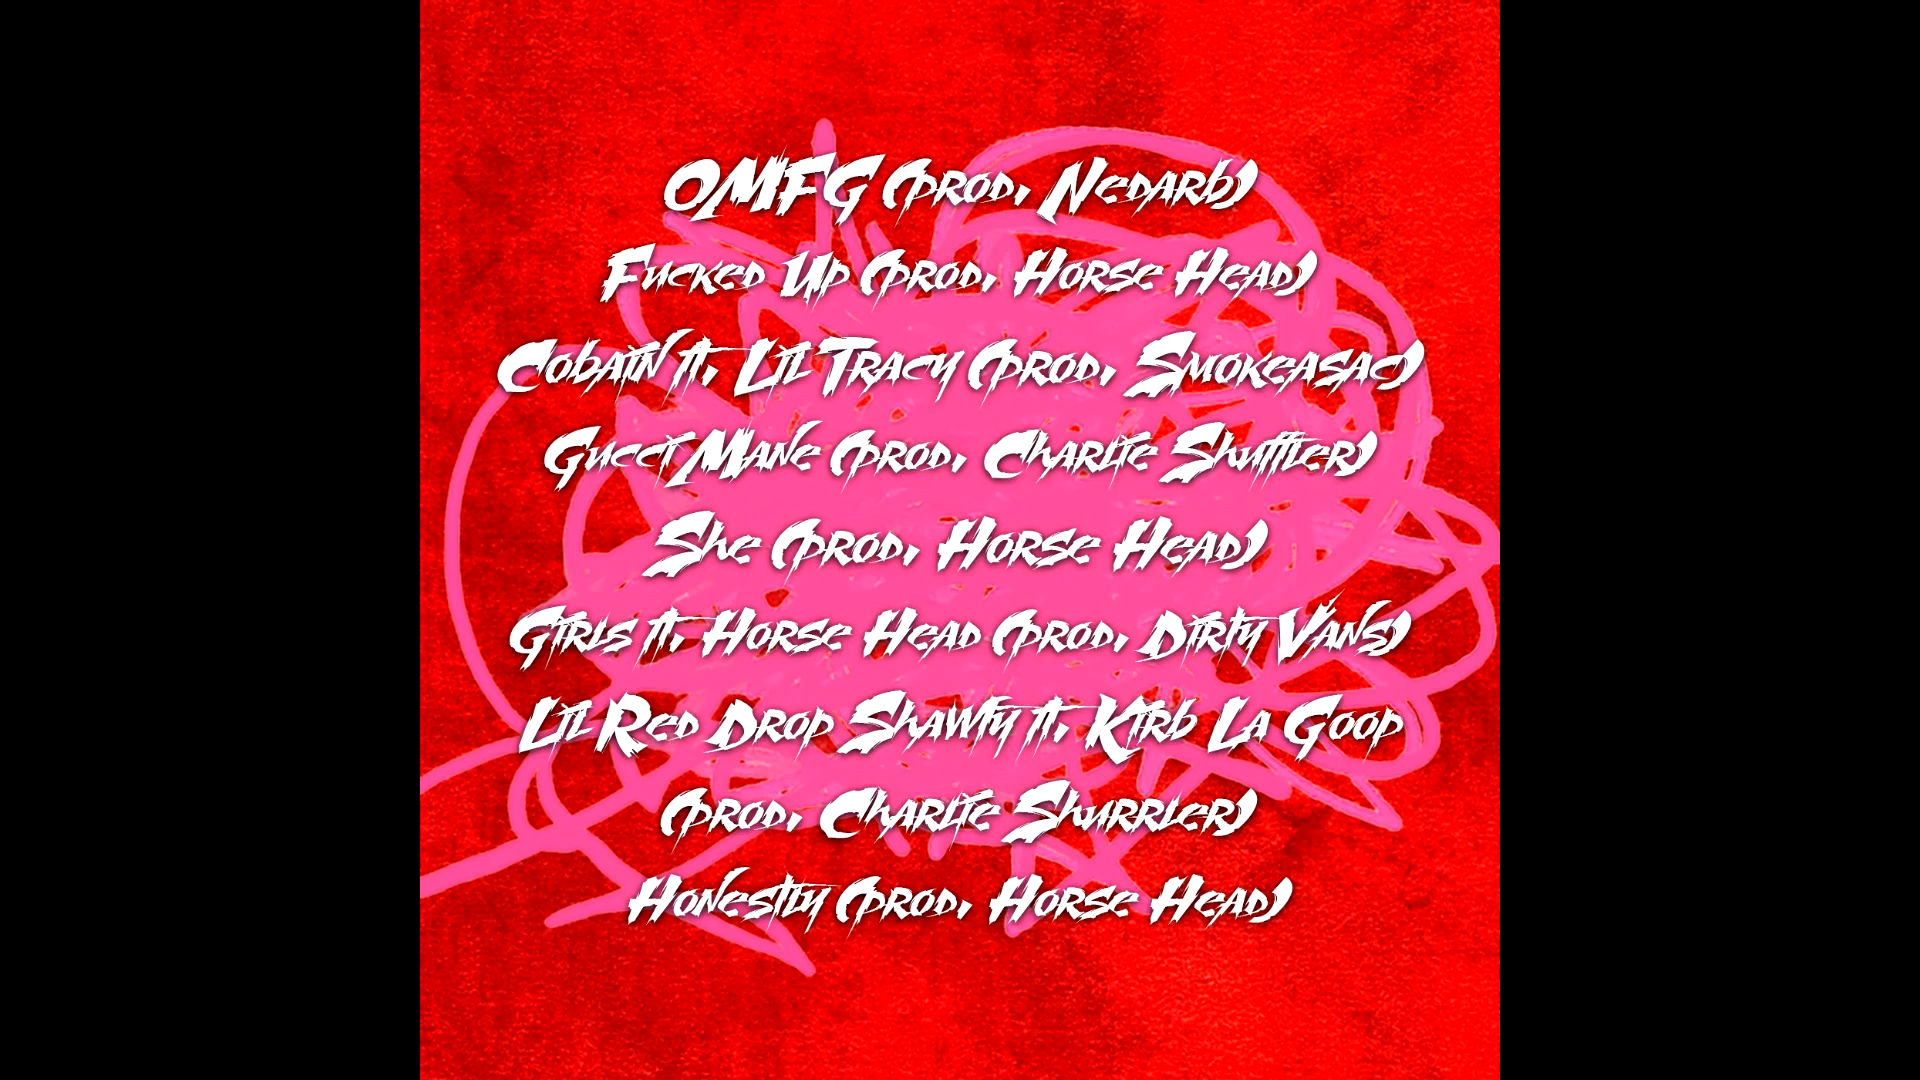 OMFG (prod. Nedarb)
Fucked Up (prod. Horse Head)
Cobain ft. Lil Tracy (prod. Smokeasac)
Gucci Mane (prod. Charlie Shuffler)
She (prod. Horse Head)
Girls ft. Horse Head (prod. Dirty Vans)
Lil Red Drop Shawty ft. Kirb La Goop
(prod. Charlie Shurrler)
Honestly (prod. Horse Head)